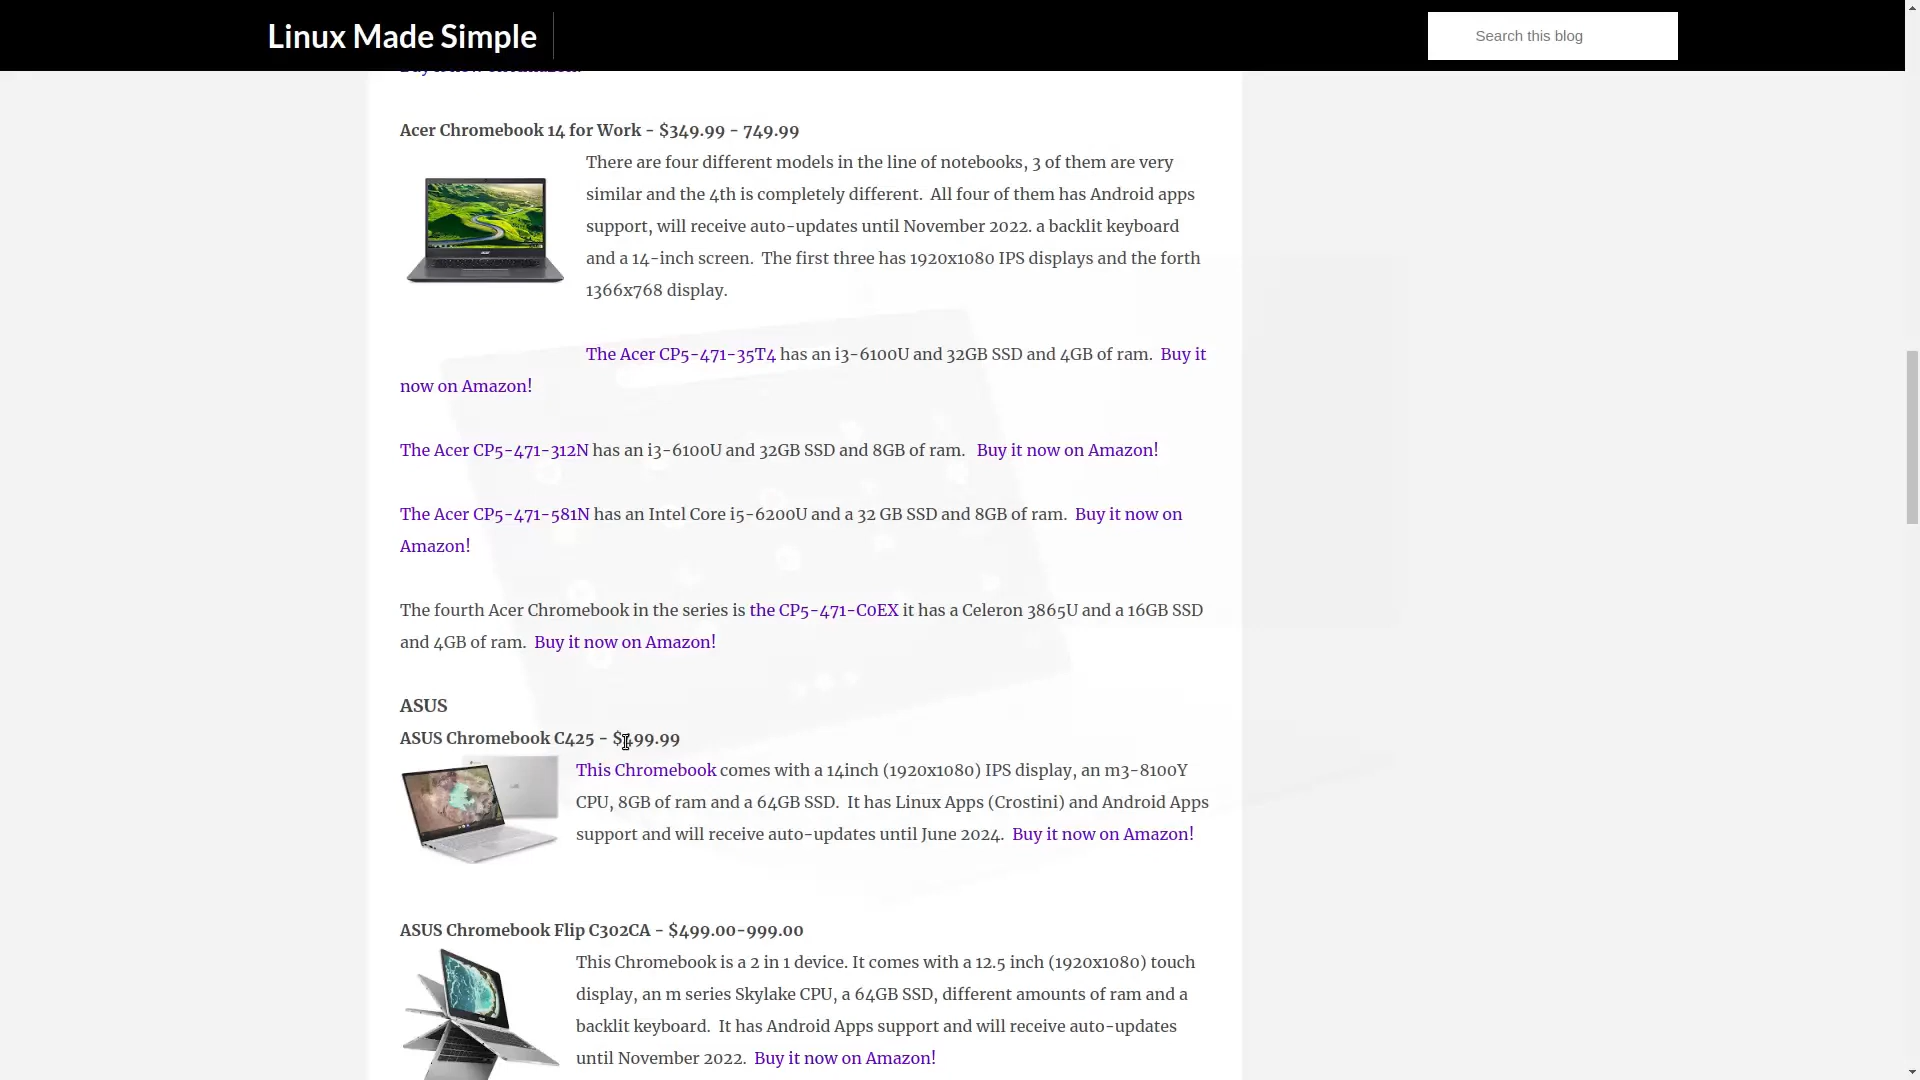 Linux Made Simple
Search this blog
Buy it now on Amazon!
Acer Chromebook 14 for Work - $349.99 - 749.99
There are four different models in the line of notebooks, 3 of them are very
similar and the 4th is completely different.  All four of them has Android apps
support, will receive auto-updates until November 2022. a backlit keyboard
and a 14-inch screen.  The first three has 1920x1080 IPS displays and the forth
1366x768 display.
The Acer CP5-471-35T4 has an i3-6100U and 32GB SSD and 4GB of ram.  Buy it
now on Amazon!
The Acer CP5-471-312N has an i3-6100U and 32GB SSD and 8GB of ram.   Buy it now on Amazon!
The Acer CP5-471-581N has an Intel Core i5-6200U and a 32 GB SSD and 8GB of ram.  Buy it now on
Amazon!
The fourth Acer Chromebook in the series is the CP5-471-C0EX it has a Celeron 3865U and a 16GB SSD
and 4GB of ram.  Buy it now on Amazon!
ASUS
ASUS Chromebook C425 - $499.99
This Chromebook comes with a 14inch (1920x1080) IPS display, an m3-8100Y
CPU, 8GB of ram and a 64GB SSD.  It has Linux Apps (Crostini) and Android Apps
support and will receive auto-updates until June 2024.  Buy it now on Amazon!
ASUS Chromebook Flip C302CA - $499.00-999.00
This Chromebook is a 2 in 1 device. It comes with a 12.5 inch (1920x1080) touch
display, an m series Skylake CPU, a 64GB SSD, different amounts of ram and a
backlit keyboard.  It has Android Apps support and will receive auto-updates
until November 2022.  Buy it now on Amazon!